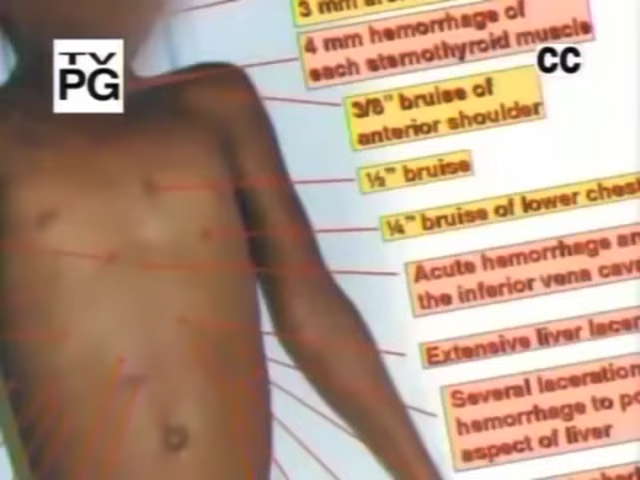 TV
PG
CC
3 mm
4 mm hemorrhage of
each sternothyroid muscle
3/8" bruise of
anterior shoulder
½" bruise
¼" bruise of lower chest
Acute hemorrhage
the inferior vena
Extensive liver
Several
hemorrhage to
aspect of liver